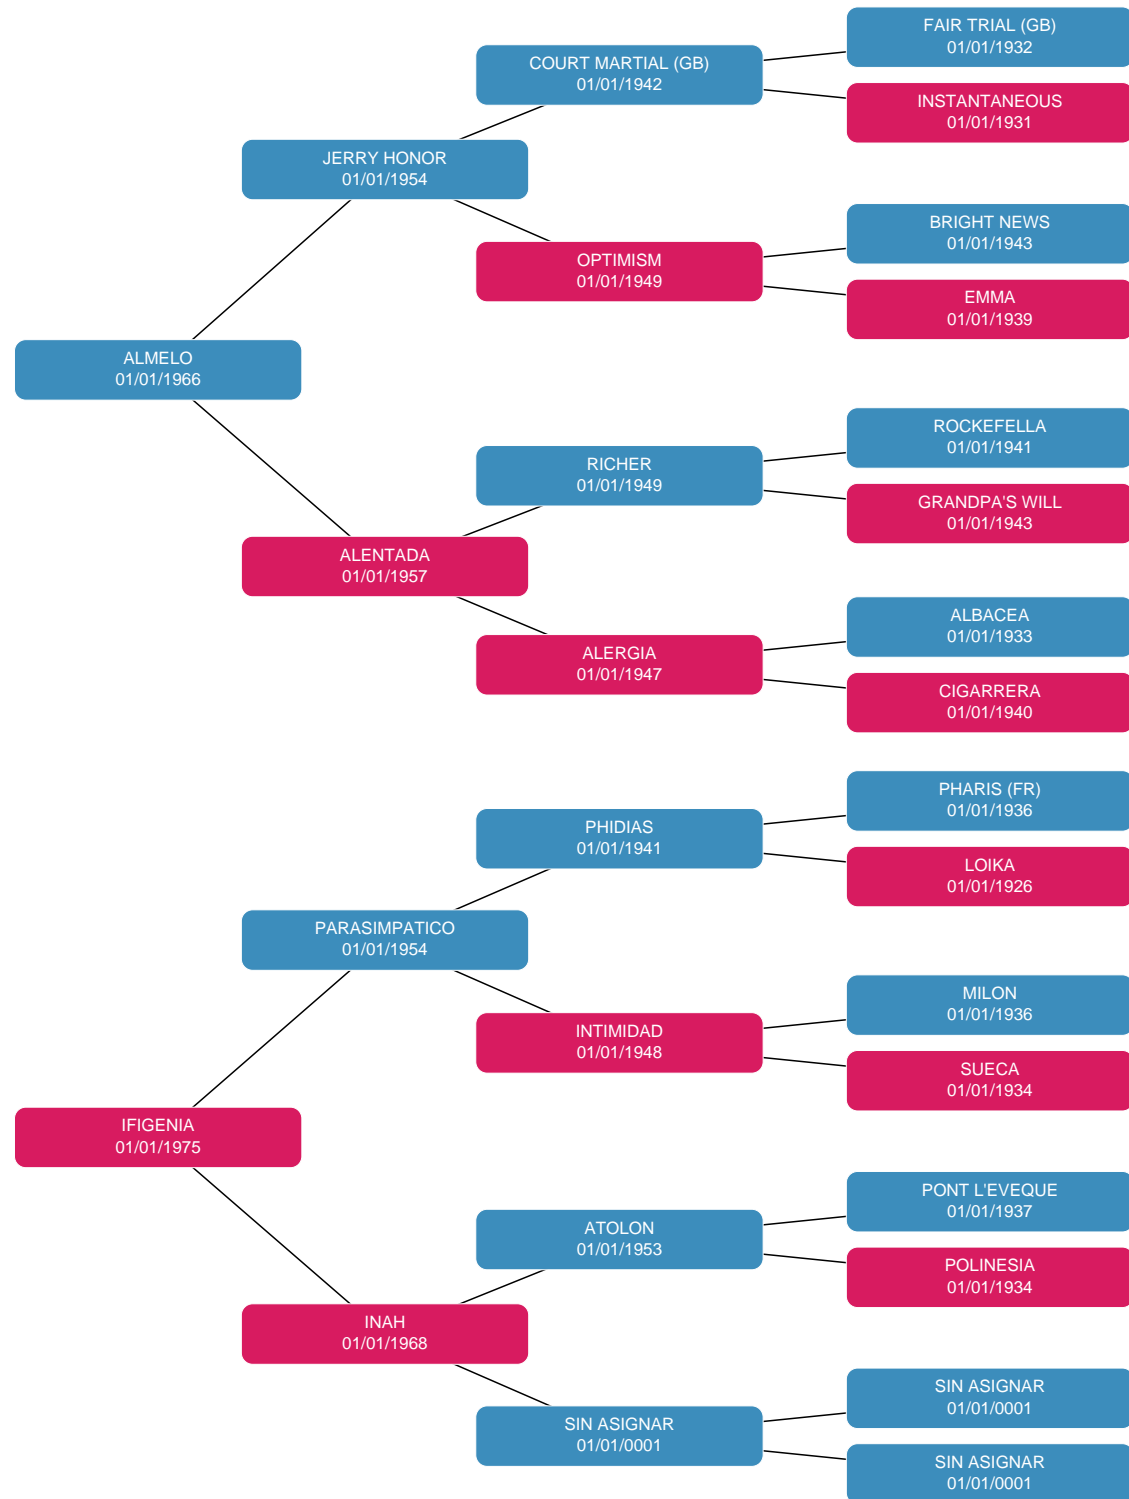 FAIR TRIAL (GB)
01/01/1932
COURT MARTIAL (GB)
01/01/1942
INSTANTANEOUS
01/01/1931
JERRY HONOR
01/01/1954
BRIGHT NEWS
01/01/1943
OPTIMISM
01/01/1949
EMMA
01/01/1939
ALMELO
01/01/1966
ROCKEFELLA
01/01/1941
RICHER
01/01/1949
GRANDPA'S WILL
01/01/1943
ALENTADA
01/01/1957
ALBACEA
01/01/1933
ALERGIA
01/01/1947
CIGARRERA
01/01/1940
PHARIS (FR)
01/01/1936
PHIDIAS
01/01/1941
LOIKA
01/01/1926
PARASIMPATICO
01/01/1954
MILON
01/01/1936
INTIMIDAD
01/01/1948
SUECA
01/01/1934
IFIGENIA
01/01/1975
PONT L'EVEQUE
01/01/1937
ATOLON
01/01/1953
POLINESIA
01/01/1934
INAH
01/01/1968
SIN ASIGNAR
01/01/0001
SIN ASIGNAR
01/01/0001
SIN ASIGNAR
01/01/0001